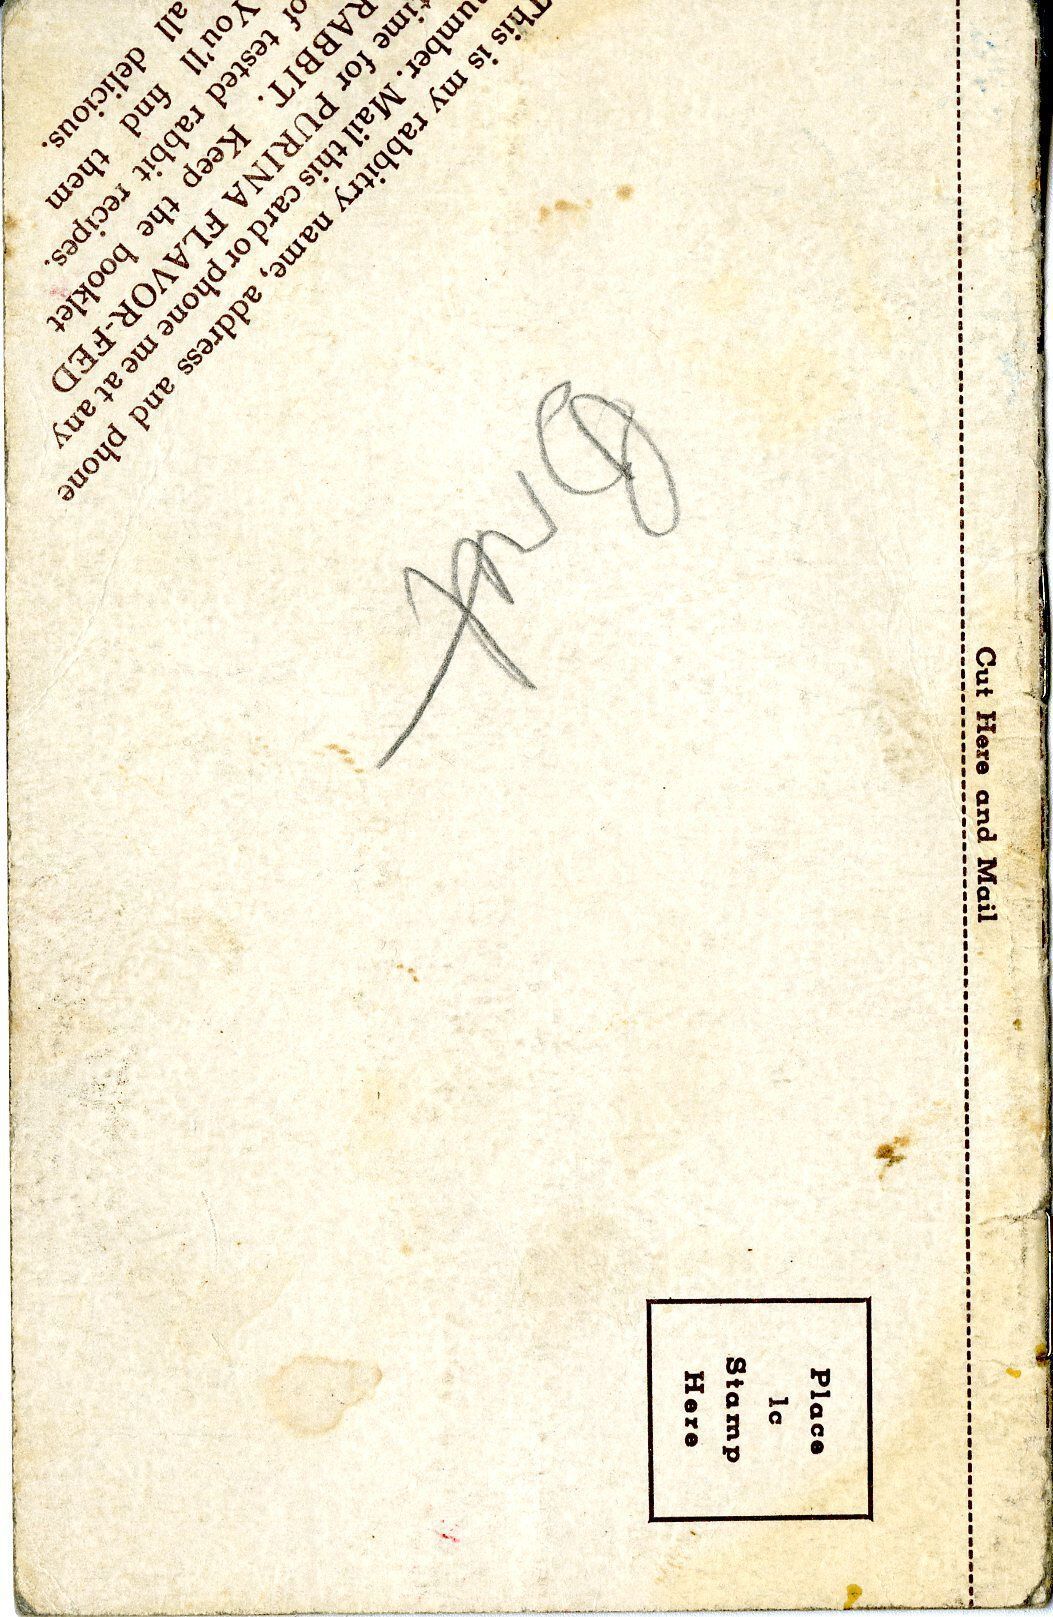 Cut Here and Mail
Place
1c
Stamp
Here
This is my rabbitry name, address and phone
number. Mail this card or phone me at any
time for PURINA FLAVOR-FED
RABBIT. Keep the booklet
of tested rabbit recipes.
You'll find them
all delicious.